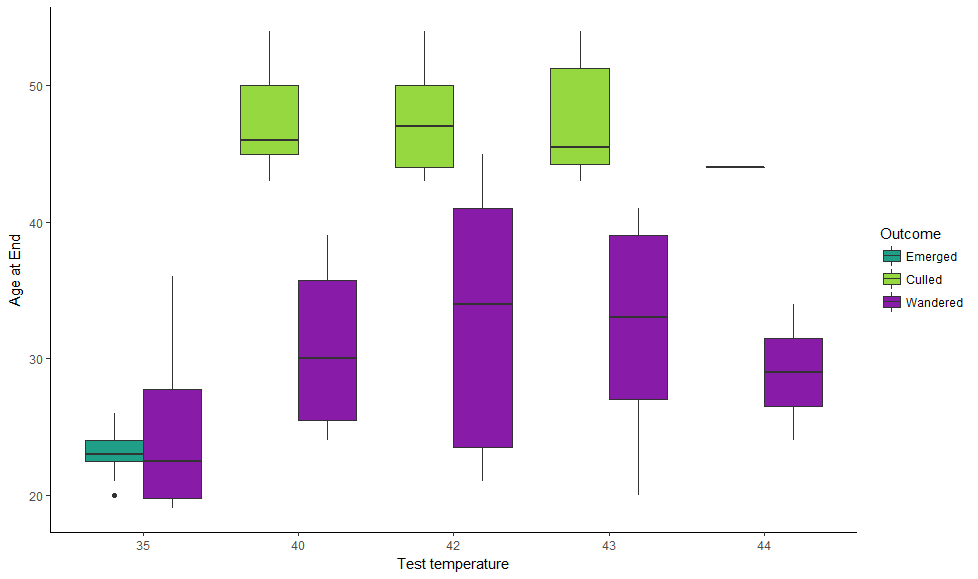 50
40
30
20
Age at End
35 40 42 43 44
Test temperature
Outcome
Emerged
Culled
Wandered